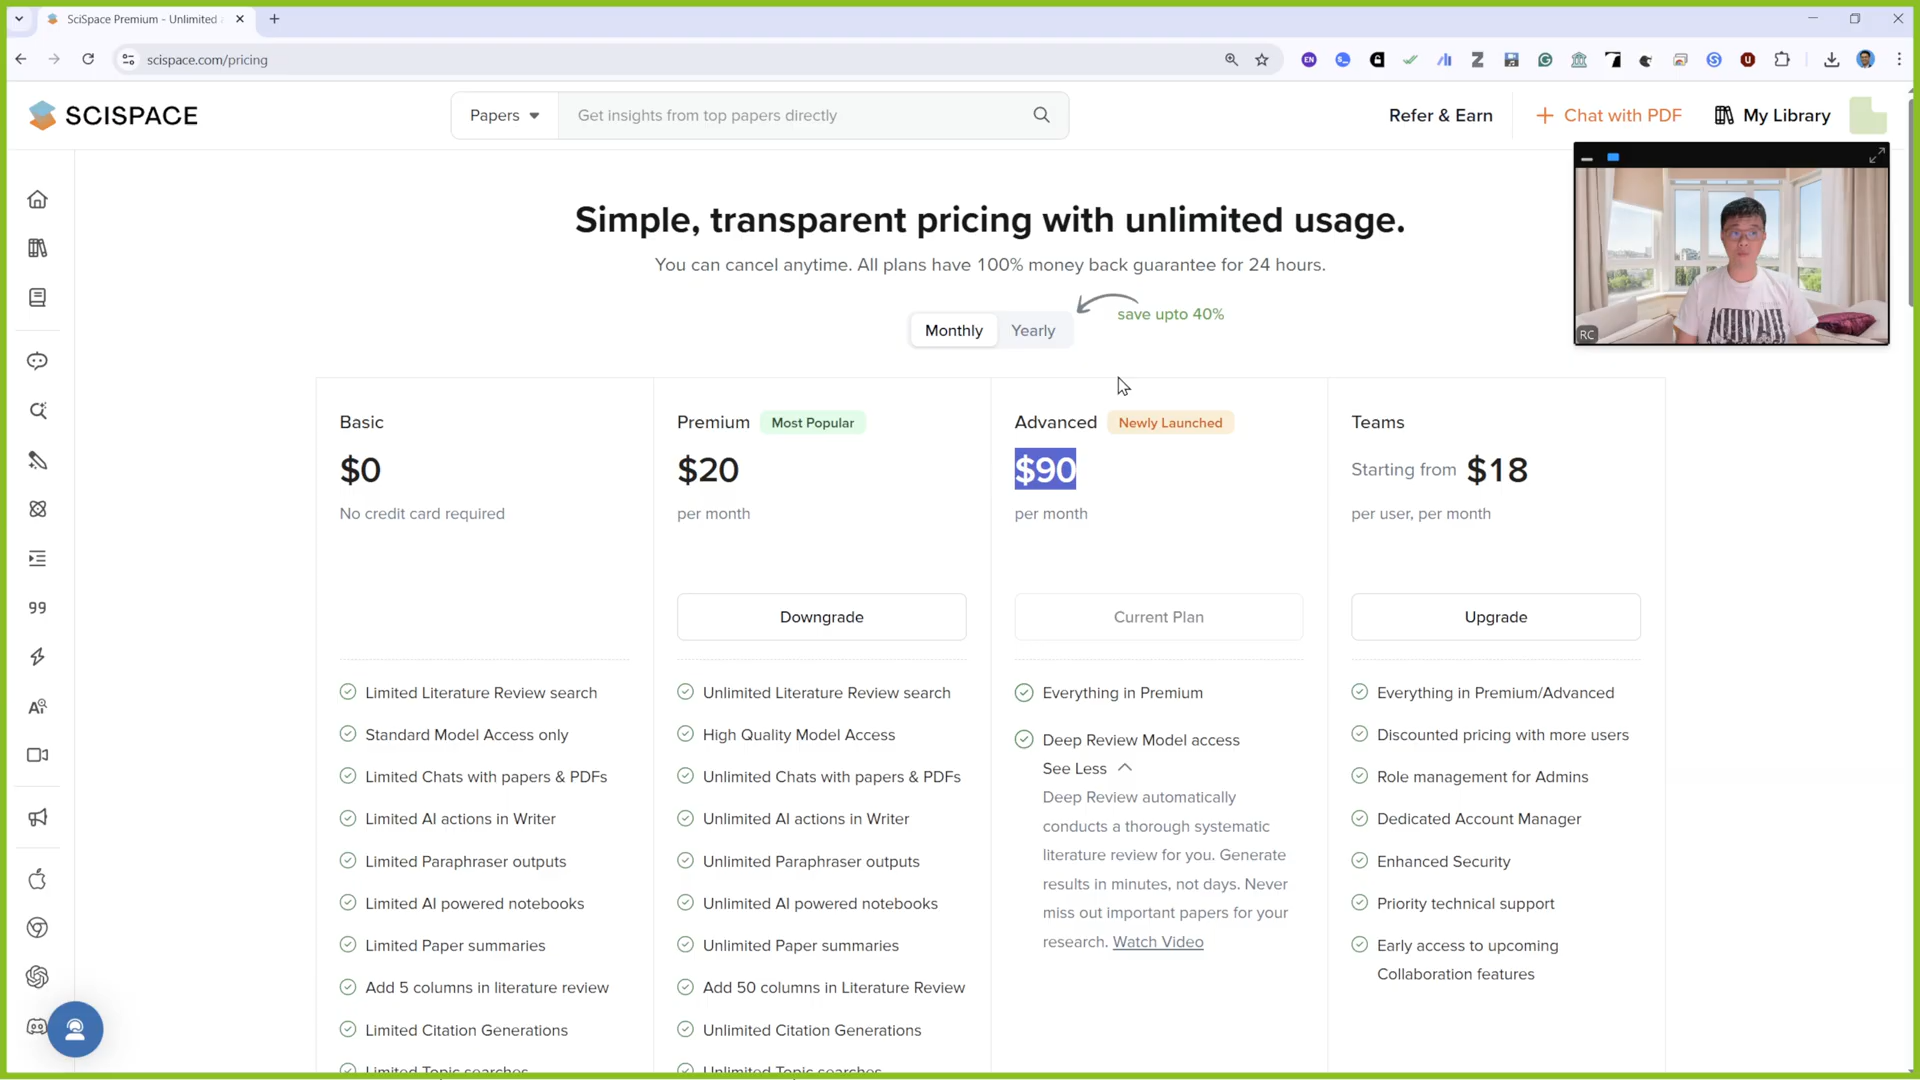 SciSpace Premium - Unlimited
scispace.com/pricing
SCISPACE
Papers
Get insights from top papers directly
Refer & Earn
Chat with PDF
My Library
Simple, transparent pricing with unlimited usage.
You can cancel anytime. All plans have 100% money back guarantee for 24 hours.
Monthly
Yearly
save upto 40%
RC
Basic
$0
No credit card required
Limited Literature Review search
Standard Model Access only
Limited Chats with papers & PDFs
Limited AI actions in Writer
Limited Paraphraser outputs
Limited AI powered notebooks
Limited Paper summaries
Add 5 columns in literature review
Limited Citation Generations
Limited Topic searches
Premium Most Popular
$20
per month
Downgrade
Unlimited Literature Review search
High Quality Model Access
Unlimited Chats with papers & PDFs
Unlimited AI actions in Writer
Unlimited Paraphraser outputs
Unlimited AI powered notebooks
Unlimited Paper summaries
Add 50 columns in Literature Review
Unlimited Citation Generations
Unlimited Topic searches
Advanced Newly Launched
$90
per month
Current Plan
Everything in Premium
Deep Review Model access
See Less
Deep Review automatically
conducts a thorough systematic
literature review for you. Generate
results in minutes, not days. Never
miss out important papers for your
research. Watch Video
Teams
Starting from $18
per user, per month
Upgrade
Everything in Premium/Advanced
Discounted pricing with more users
Role management for Admins
Dedicated Account Manager
Enhanced Security
Priority technical support
Early access to upcoming
Collaboration features